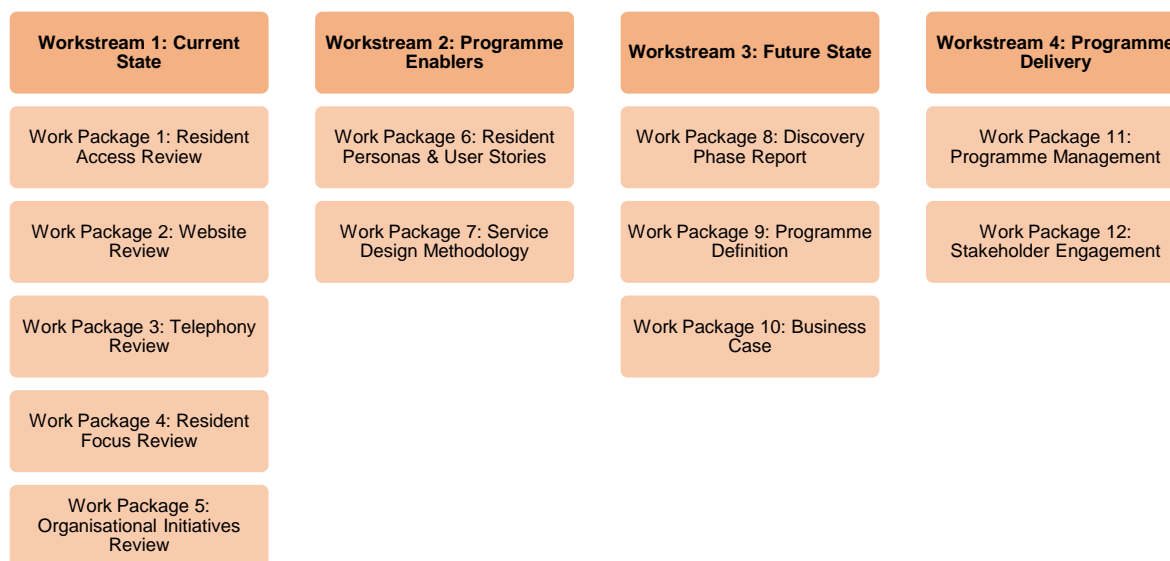 Workstream 1: Current
State
Work Package 1: Resident
Access Review
Work Package 2: Website
Review
Work Package 3: Telephony
Review
Work Package 4: Resident
Focus Review
Work Package 5:
Organisational Initiatives
Review
Workstream 2: Programme
Enablers
Work Package 6: Resident
Personas & User Stories
Work Package 7: Service
Design Methodology
Workstream 3: Future State
Work Package 8: Discovery
Phase Report
Work Package 9: Programme
Definition
Work Package 10: Business
Case
Workstream 4: Programme
Delivery
Work Package 11:
Programme Management
Work Package 12:
Stakeholder Engagement